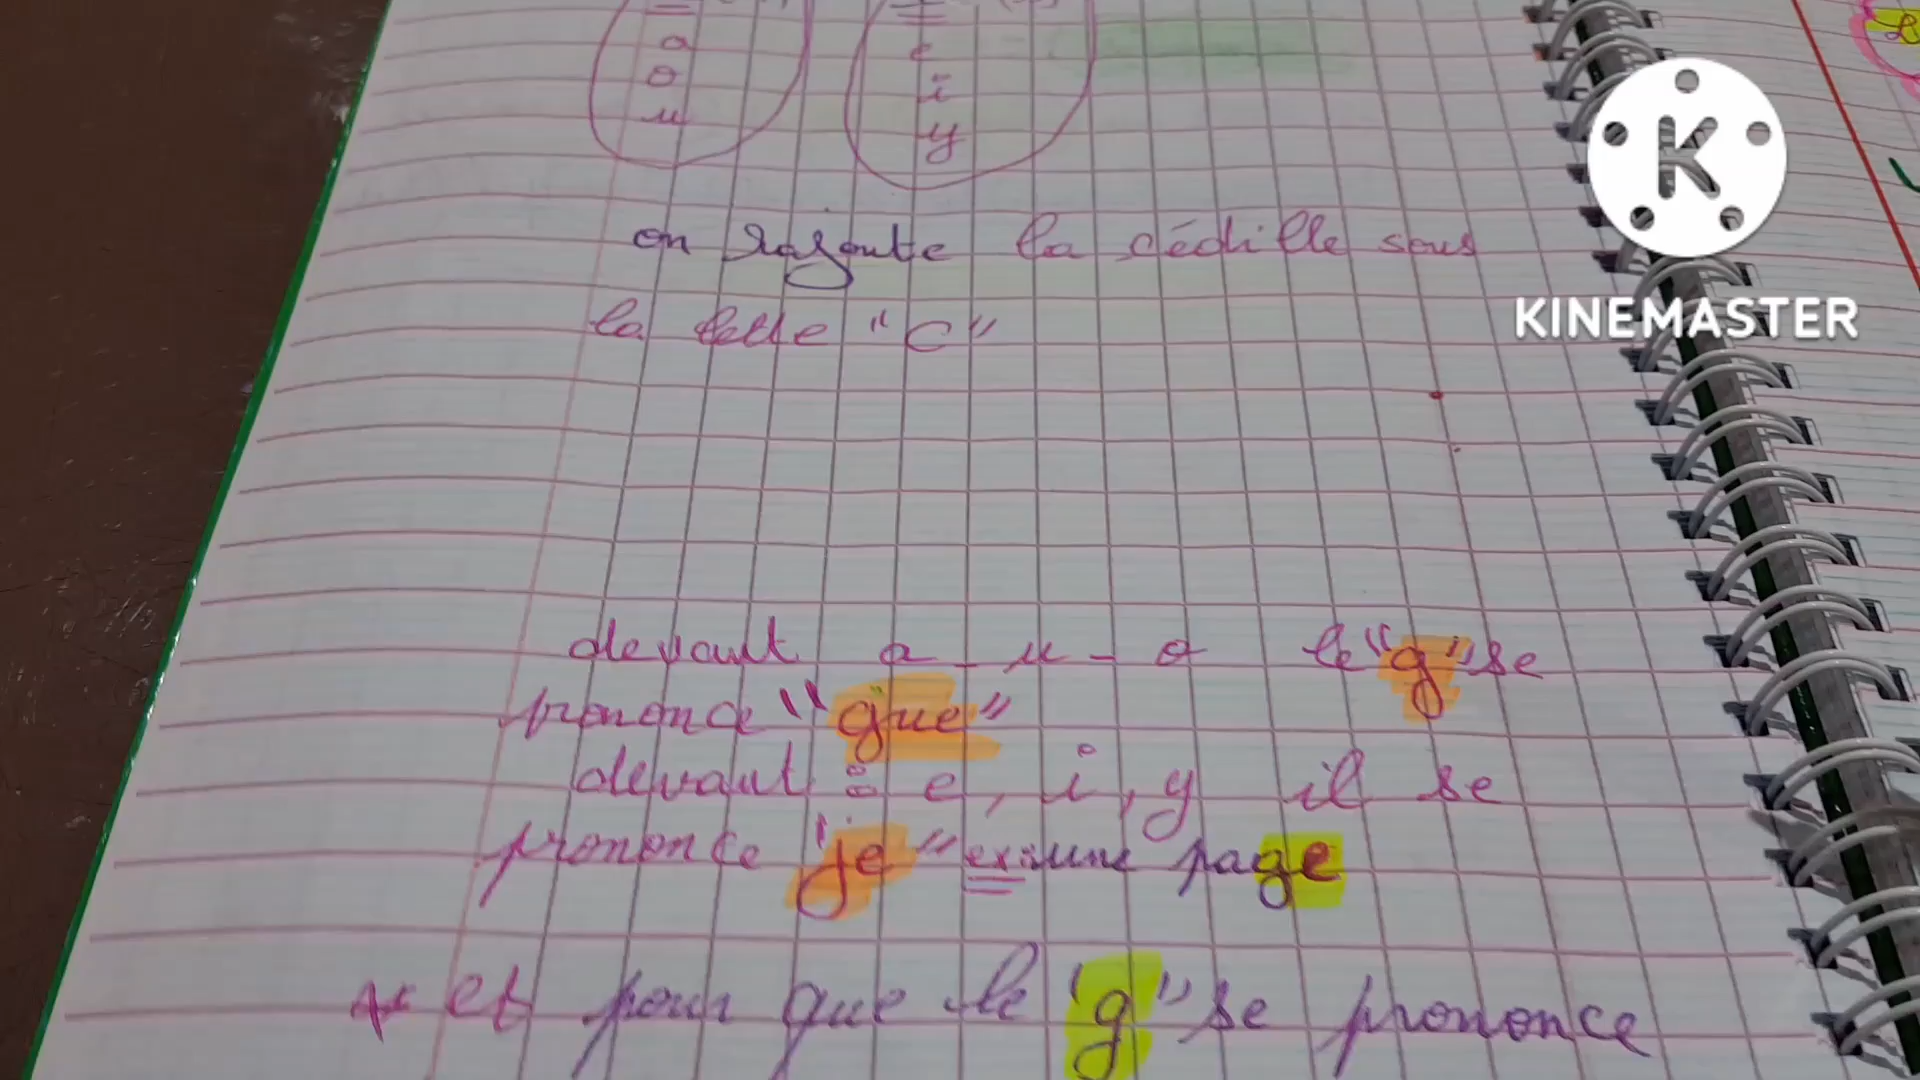 a e
o i
u y
on rajoute la cédille sous
la lettre "C"
KINEMASTER
devant a - u - o le "g" se
prononce "gue"
devant : e, i, y il se
prononce "je" ex: une page
et pour que le "g" se prononce